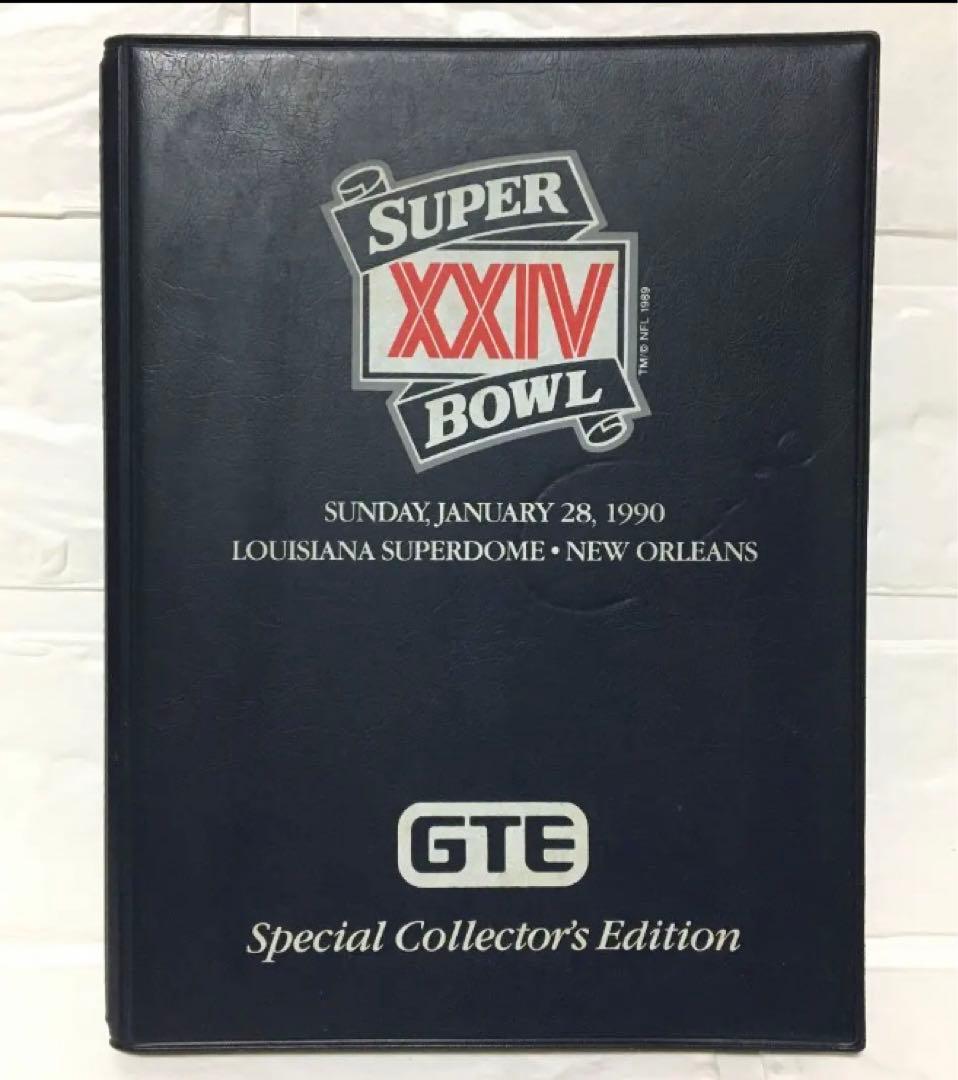 SUPER
XXIV
BOWL
TM/© NFL 1989
SUNDAY, JANUARY 28, 1990
LOUISIANA SUPERDOME • NEW ORLEANS
GTE
Special Collector's Edition